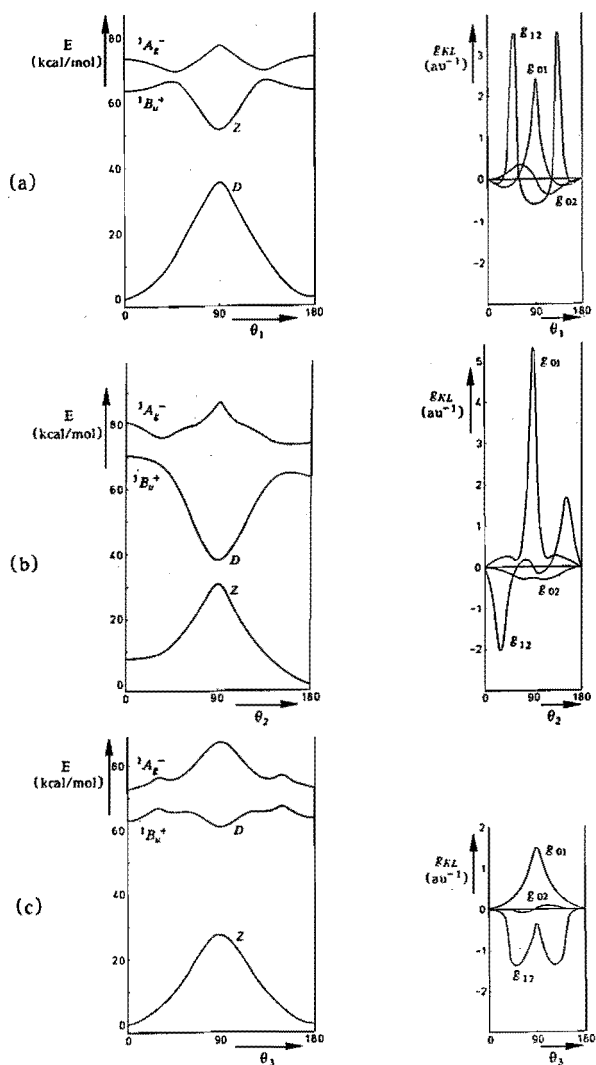 (a)
E
(kcal/mol)
80
60
40
20
0
¹A_g⁻
¹B_u⁺
Z
D
0
90
180
θ₁
g_KL
(au⁻¹)
3
2
1
0
-1
-2
g₁₂
g₀₁
g₀₂
0
90
180
θ₁
(b)
E
(kcal/mol)
80
60
40
20
0
¹A_g⁻
¹B_u⁺
D
Z
0
90
180
θ₂
g_KL
(au⁻¹)
5
4
3
2
1
0
-1
-2
g₀₁
g₀₂
g₁₂
0
90
180
θ₂
(c)
E
(kcal/mol)
80
60
40
20
0
¹A_g⁻
¹B_u⁺
D
Z
0
90
180
θ₃
g_KL
(au⁻¹)
2
1
0
-1
-2
g₀₁
g₀₂
g₁₂
0
90
180
θ₃